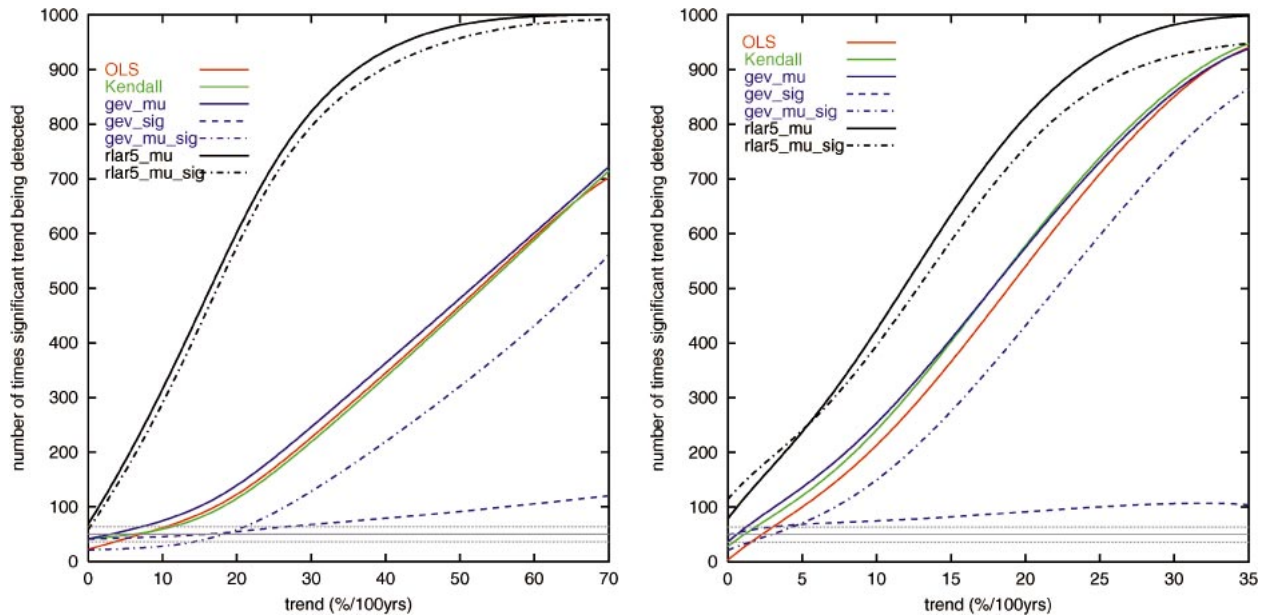 number of times significant trend being detected
1000
900
800
700
600
500
400
300
200
100
0
OLS
Kendall
gev_mu
gev_sig
gev_mu_sig
rlar5_mu
rlar5_mu_sig
0 10 20 30 40 50 60 70
trend (%/100yrs)
number of times significant trend being detected
1000
900
800
700
600
500
400
300
200
100
0
OLS
Kendall
gev_mu
gev_sig
gev_mu_sig
rlar5_mu
rlar5_mu_sig
0 5 10 15 20 25 30 35
trend (%/100yrs)